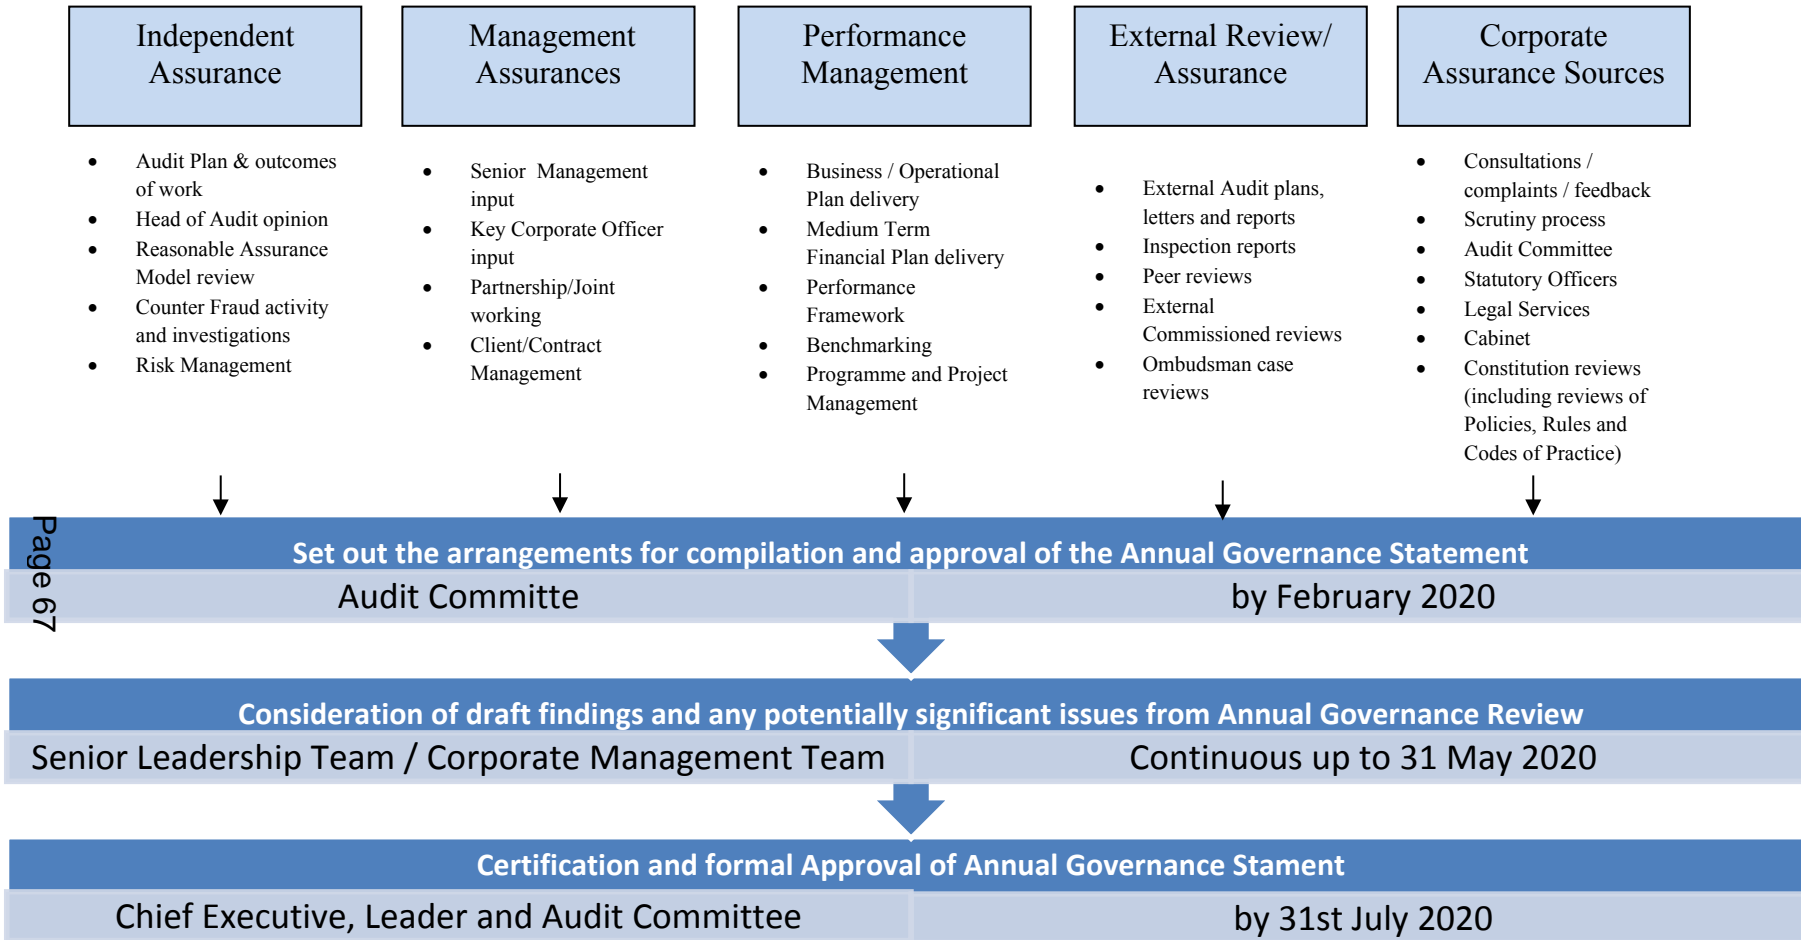 Independent
Assurance
Management
Assurances
Performance
Management
External Review/
Assurance
Corporate
Assurance Sources
• Audit Plan & outcomes
of work
• Head of Audit opinion
• Reasonable Assurance
Model review
• Counter Fraud activity
and investigations
• Risk Management
• Senior Management
input
• Key Corporate Officer
input
• Partnership/Joint
working
• Client/Contract
Management
• Business / Operational
Plan delivery
• Medium Term
Financial Plan delivery
• Performance
Framework
• Benchmarking
• Programme and Project
Management
• External Audit plans,
letters and reports
• Inspection reports
• Peer reviews
• External
Commissioned reviews
• Ombudsman case
reviews
• Consultations /
complaints / feedback
• Scrutiny process
• Audit Committee
• Statutory Officers
• Legal Services
• Cabinet
• Constitution reviews
(including reviews of
Policies, Rules and
Codes of Practice)
Page 67
Set out the arrangements for compilation and approval of the Annual Governance Statement
Audit Committe
by February 2020
Consideration of draft findings and any potentially significant issues from Annual Governance Review
Senior Leadership Team / Corporate Management Team
Continuous up to 31 May 2020
Certification and formal Approval of Annual Governance Stament
Chief Executive, Leader and Audit Committee
by 31st July 2020